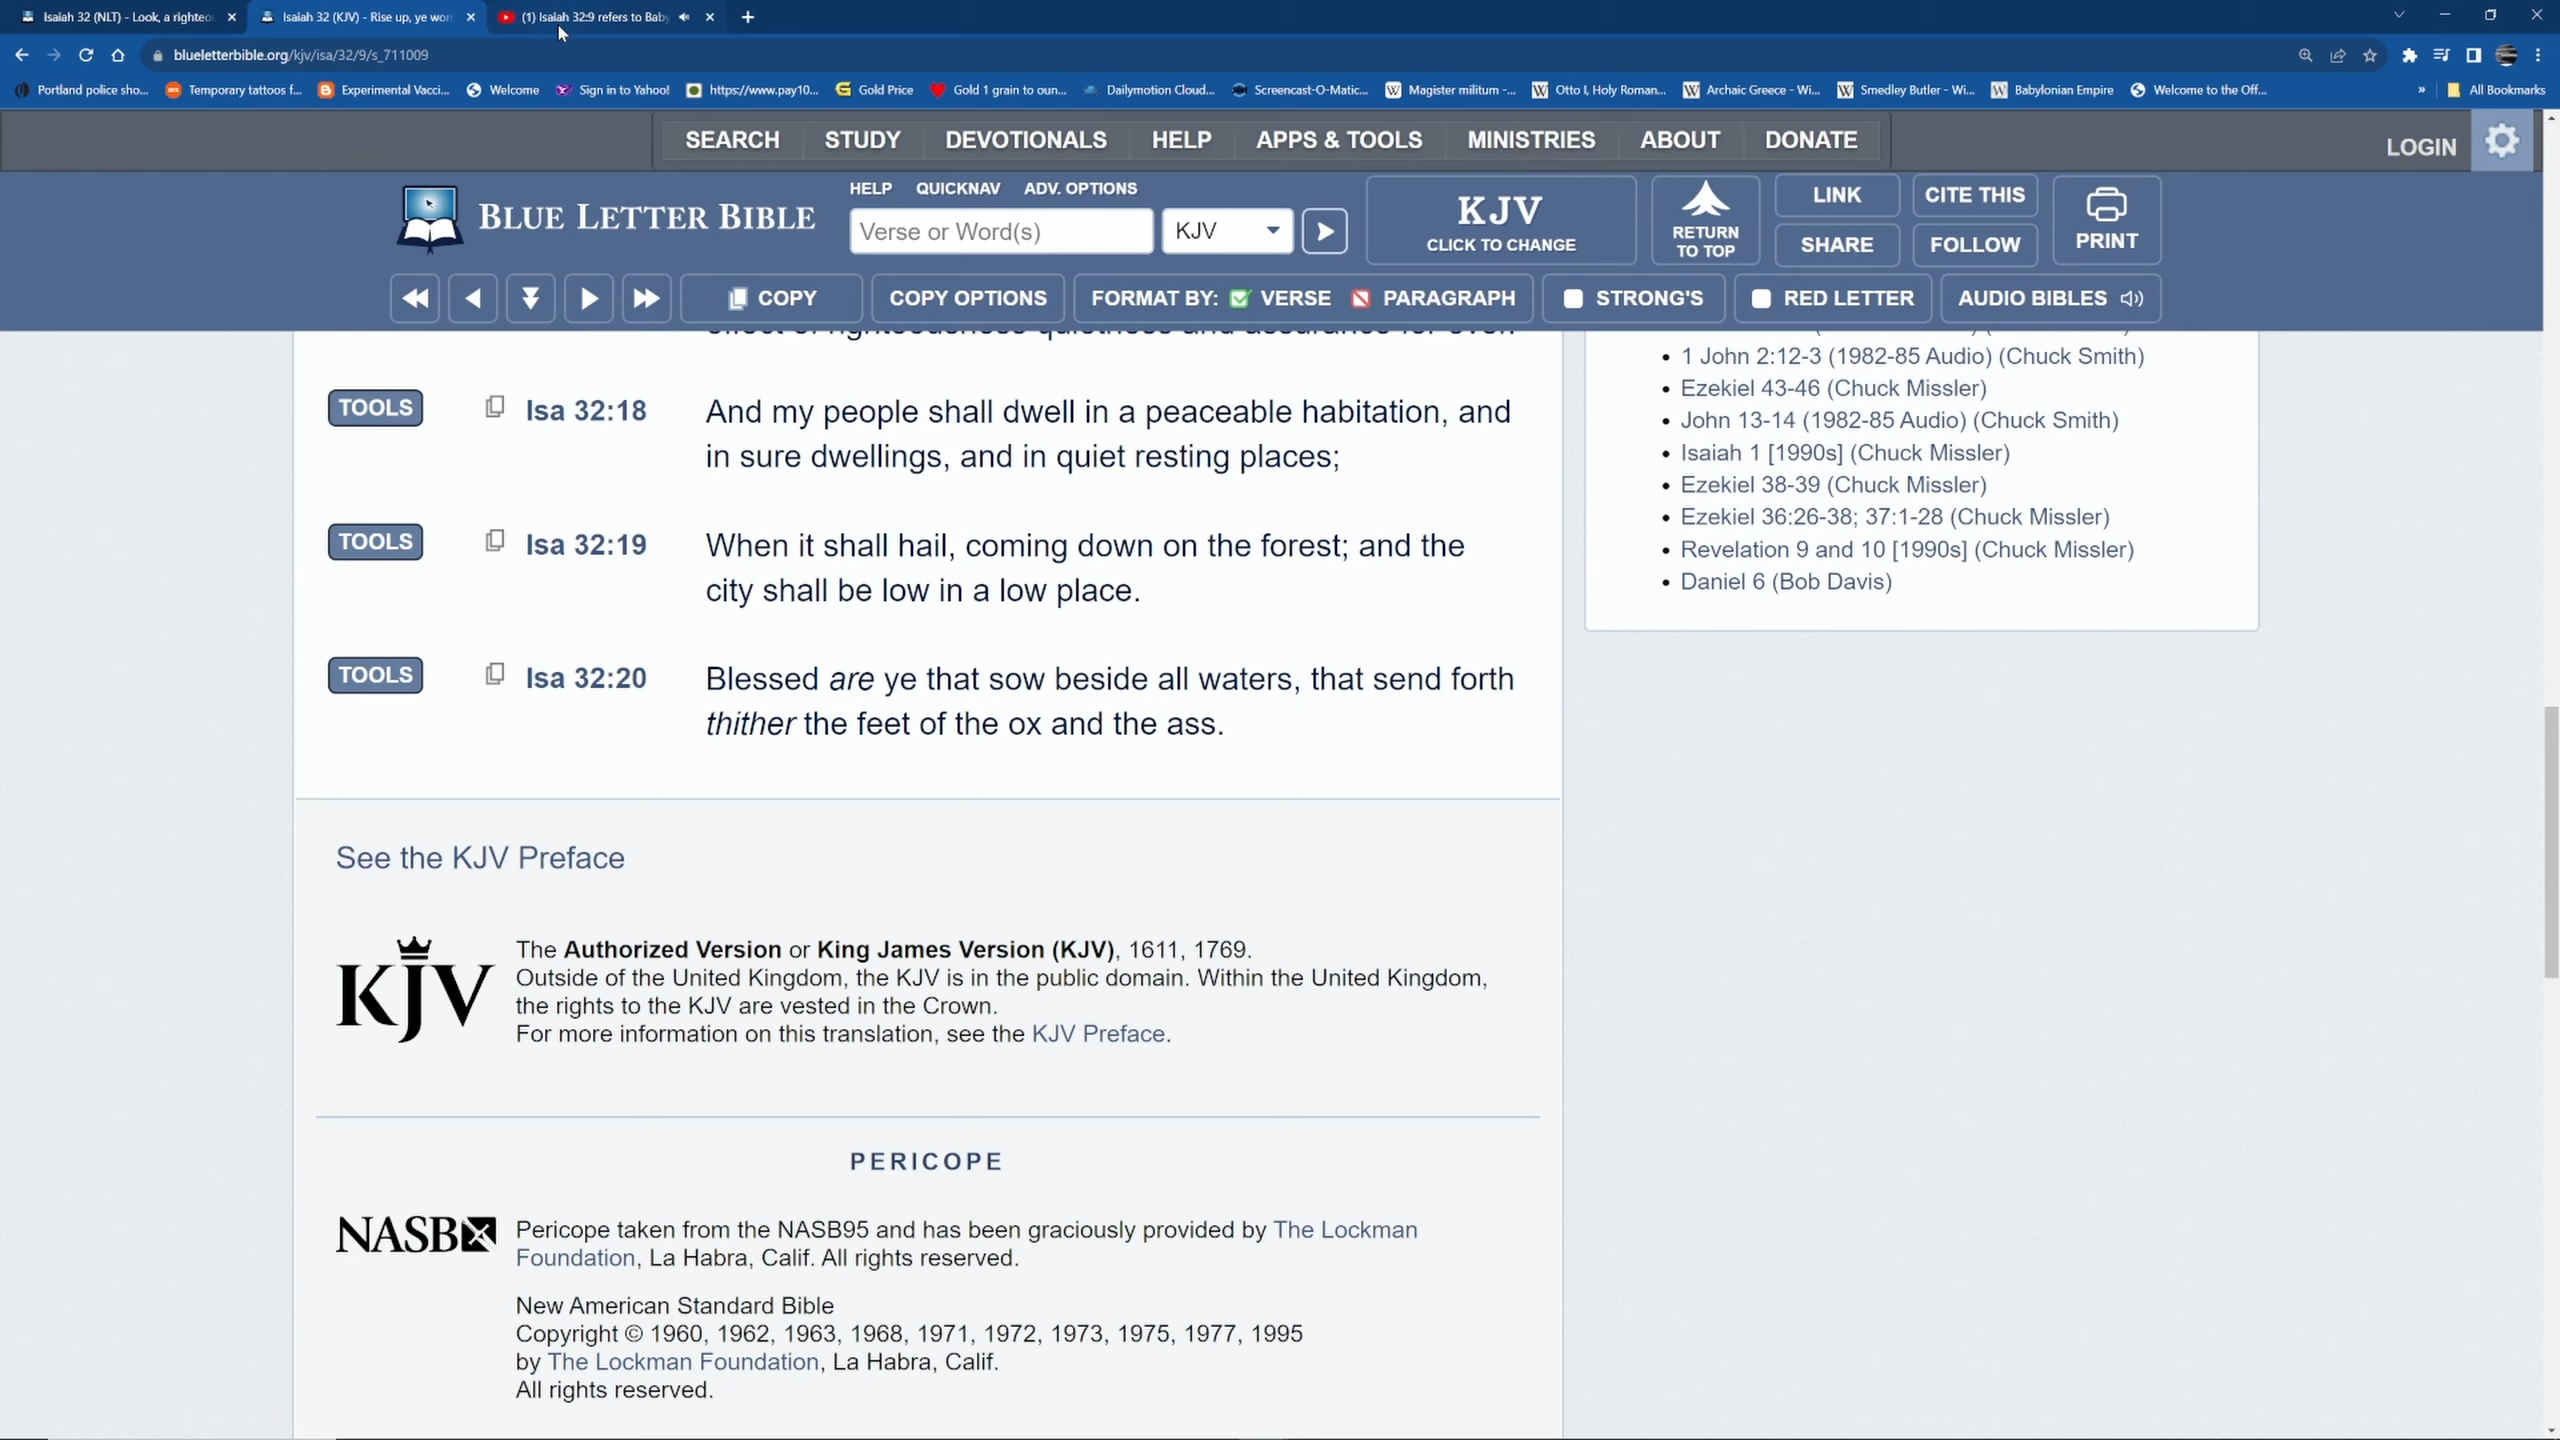 Isaiah 32 (NLT) - Look, a righteo
Isaiah 32 (KJV) - Rise up, ye wom
(1) Isaiah 32:9 refers to Baby
blueletterbible.org/kjv/isa/32/9/s_711009
Portland police sho...
Temporary tattoos f...
Experimental Vacci...
Welcome
Sign in to Yahoo!
https://www.pay10...
Gold Price
Gold 1 grain to oun...
Dailymotion Cloud...
Screencast-O-Matic...
Magister militum -...
Otto I, Holy Roman...
Archaic Greece - Wi...
Smedley Butler - Wi...
Babylonian Empire
Welcome to the Off...
»
All Bookmarks
SEARCH
STUDY
DEVOTIONALS
HELP
APPS & TOOLS
MINISTRIES
ABOUT
DONATE
LOGIN
BLUE LETTER BIBLE
HELP
QUICKNAV
ADV. OPTIONS
Verse or Word(s)
KJV
KJV
CLICK TO CHANGE
RETURN
TO TOP
LINK
CITE THIS
SHARE
FOLLOW
PRINT
COPY
COPY OPTIONS
FORMAT BY: VERSE PARAGRAPH
STRONG'S
RED LETTER
AUDIO BIBLES
effect of righteousness quietness and assurance for ever.
TOOLS
Isa 32:18
And my people shall dwell in a peaceable habitation, and
in sure dwellings, and in quiet resting places;
TOOLS
Isa 32:19
When it shall hail, coming down on the forest; and the
city shall be low in a low place.
TOOLS
Isa 32:20
Blessed are ye that sow beside all waters, that send forth
thither the feet of the ox and the ass.
• 1 John 2:12-3 (1982-85 Audio) (Chuck Smith)
• Ezekiel 43-46 (Chuck Missler)
• John 13-14 (1982-85 Audio) (Chuck Smith)
• Isaiah 1 [1990s] (Chuck Missler)
• Ezekiel 38-39 (Chuck Missler)
• Ezekiel 36:26-38; 37:1-28 (Chuck Missler)
• Revelation 9 and 10 [1990s] (Chuck Missler)
• Daniel 6 (Bob Davis)
See the KJV Preface
KJV
The Authorized Version or King James Version (KJV), 1611, 1769.
Outside of the United Kingdom, the KJV is in the public domain. Within the United Kingdom,
the rights to the KJV are vested in the Crown.
For more information on this translation, see the KJV Preface.
PERICOPE
NASB
Pericope taken from the NASB95 and has been graciously provided by The Lockman
Foundation, La Habra, Calif. All rights reserved.
New American Standard Bible
Copyright © 1960, 1962, 1963, 1968, 1971, 1972, 1973, 1975, 1977, 1995
by The Lockman Foundation, La Habra, Calif.
All rights reserved.